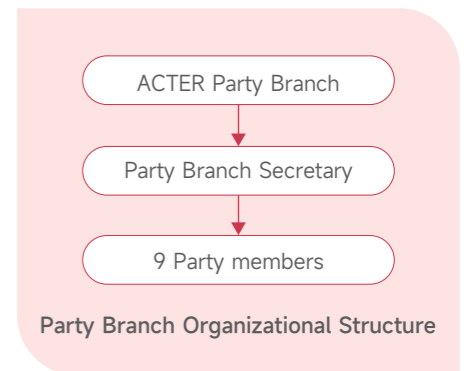 ACTER Party Branch
Party Branch Secretary
9 Party members
Party Branch Organizational Structure